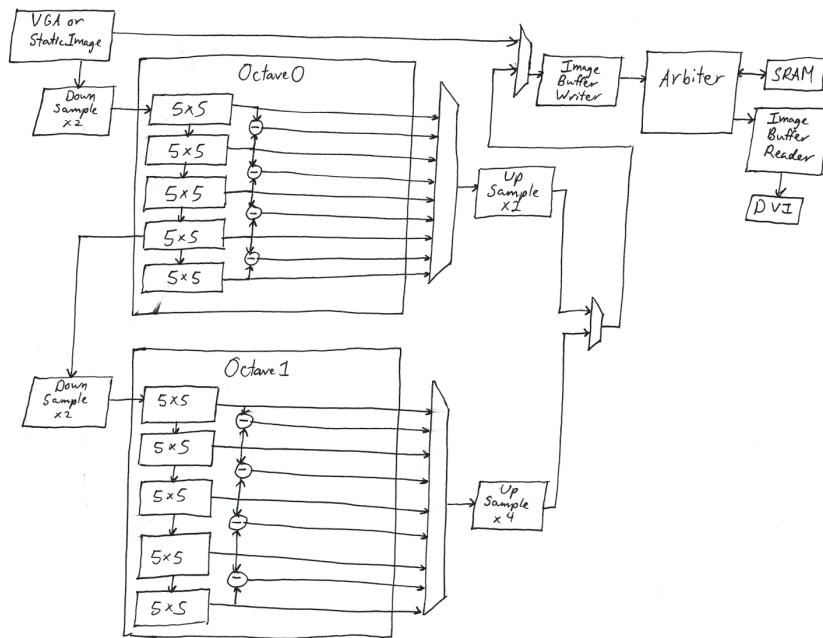 VGA or
Static Image
Down
Sample
x2
Octave 0
5x5
5x5
5x5
5x5
5x5
-
-
-
-
Up
Sample
Image
Buffer
Writer
Arbiter
SRAM
Image
Buffer
Reader
DVI
Down
Sample
x2
Octave 1
5x5
5x5
5x5
5x5
5x5
-
-
-
-
Up
Sample
x4